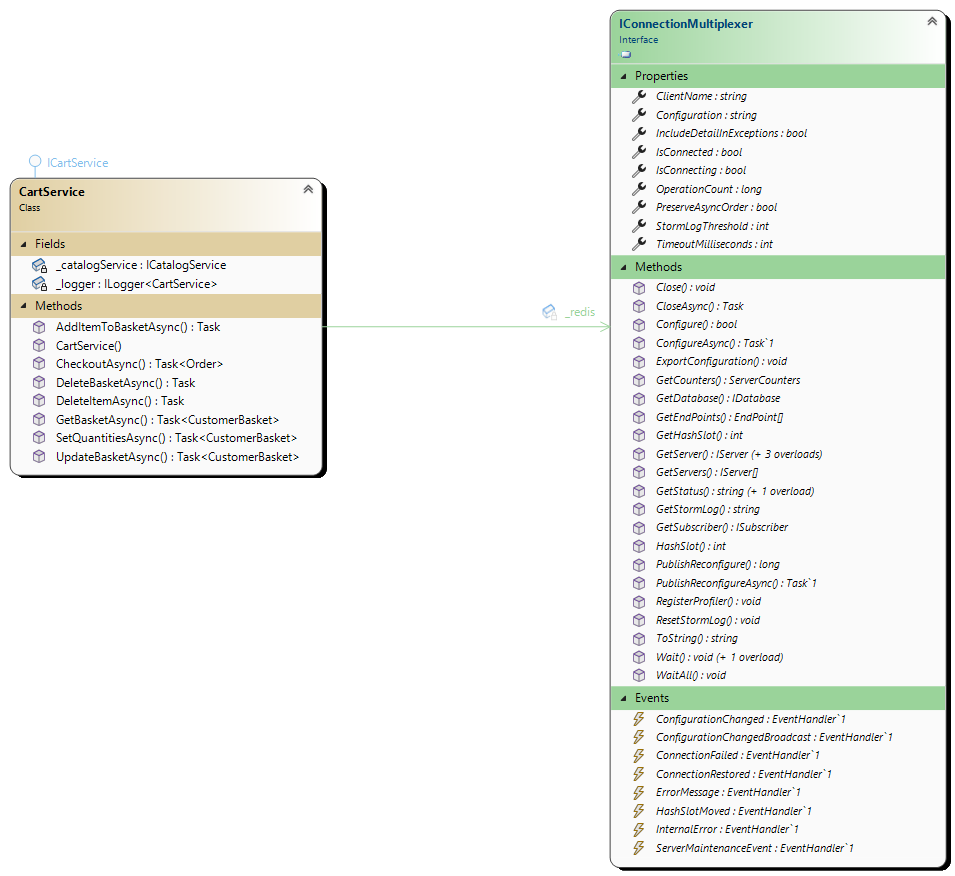 ICartService
CartService
Class
Fields
_catalogService : ICatalogService
_logger : ILogger<CartService>
Methods
AddItemToBasketAsync() : Task
CartService()
CheckoutAsync() : Task<Order>
DeleteBasketAsync() : Task
DeleteItemAsync() : Task
GetBasketAsync() : Task<CustomerBasket>
SetQuantitiesAsync() : Task<CustomerBasket>
UpdateBasketAsync() : Task<CustomerBasket>
_redis
IConnectionMultiplexer
Interface
Properties
ClientName : string
Configuration : string
IncludeDetailInExceptions : bool
IsConnected : bool
IsConnecting : bool
OperationCount : long
PreserveAsyncOrder : bool
StormLogThreshold : int
TimeoutMilliseconds : int
Methods
Close() : void
CloseAsync() : Task
Configure() : bool
ConfigureAsync() : Task`1
ExportConfiguration() : void
GetCounters() : ServerCounters
GetDatabase() : IDatabase
GetEndPoints() : EndPoint[]
GetHashSlot() : int
GetServer() : IServer (+ 3 overloads)
GetServers() : IServer[]
GetStatus() : string (+ 1 overload)
GetStormLog() : string
GetSubscriber() : ISubscriber
HashSlot() : int
PublishReconfigure() : long
PublishReconfigureAsync() : Task`1
RegisterProfiler() : void
ResetStormLog() : void
ToString() : string
Wait() : void (+ 1 overload)
WaitAll() : void
Events
ConfigurationChanged : EventHandler`1
ConfigurationChangedBroadcast : EventHandler`1
ConnectionFailed : EventHandler`1
ConnectionRestored : EventHandler`1
ErrorMessage : EventHandler`1
HashSlotMoved : EventHandler`1
InternalError : EventHandler`1
ServerMaintenanceEvent : EventHandler`1